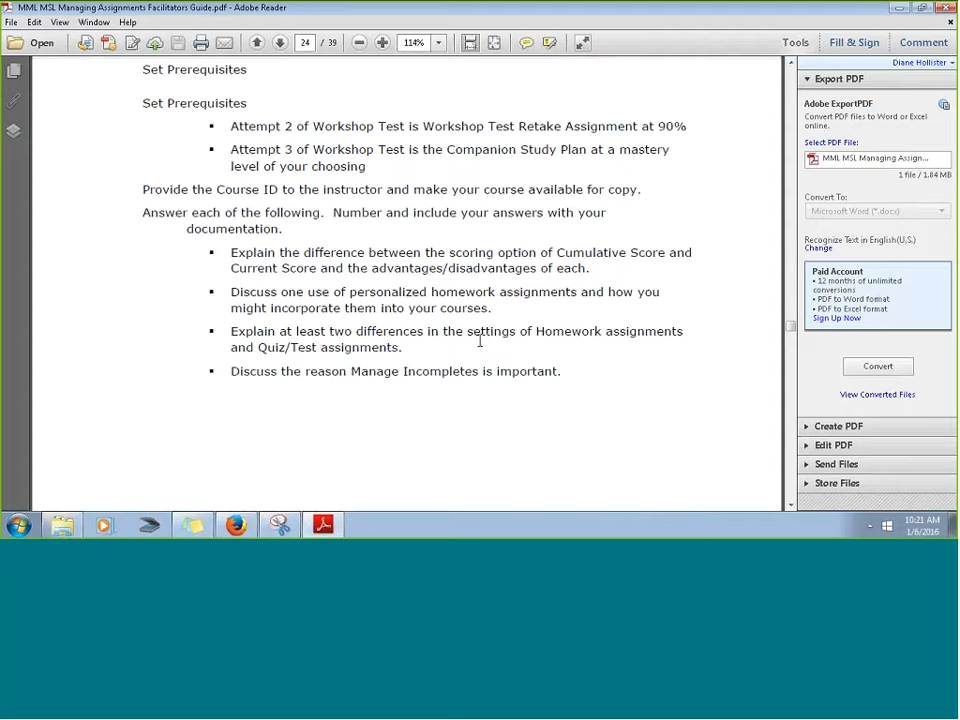 MML MSL Managing Assignments Facilitators Guide.pdf - Adobe Reader
File Edit View Window Help
Open 24 / 39 114% Tools Fill & Sign Comment
Diane Hollister
Set Prerequisites
Set Prerequisites
▪ Attempt 2 of Workshop Test is Workshop Test Retake Assignment at 90%
▪ Attempt 3 of Workshop Test is the Companion Study Plan at a mastery
level of your choosing
Provide the Course ID to the instructor and make your course available for copy.
Answer each of the following. Number and include your answers with your
documentation.
▪ Explain the difference between the scoring option of Cumulative Score and
Current Score and the advantages/disadvantages of each.
▪ Discuss one use of personalized homework assignments and how you
might incorporate them into your courses.
▪ Explain at least two differences in the settings of Homework assignments
and Quiz/Test assignments.
▪ Discuss the reason Manage Incompletes is important.
Export PDF
Adobe ExportPDF
Convert PDF files to Word or Excel
online.
Select PDF File:
MML MSL Managing Assign...
1 file / 1.84 MB
Convert To:
Microsoft Word (*.docx)
Recognize Text in English(U.S.)
Change
Paid Account
• 12 months of unlimited
conversions
• PDF to Word format
• PDF to Excel format
Sign Up Now
Convert
View Converted Files
Create PDF
Edit PDF
Send Files
Store Files
10:21 AM
1/6/2016